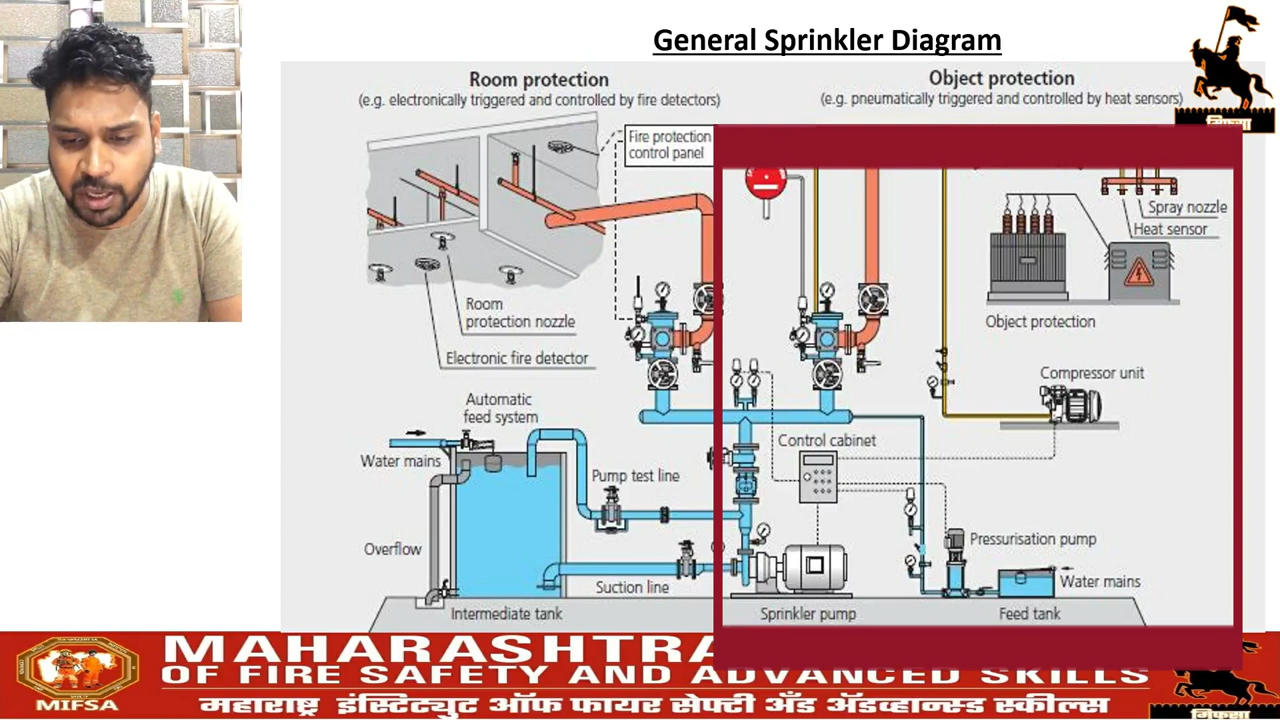 General Sprinkler Diagram
Room protection
(e.g. electronically triggered and controlled by fire detectors)
Object protection
(e.g. pneumatically triggered and controlled by heat sensors)
Fire protection
control panel
Spray nozzle
Heat sensor
Room
protection nozzle
Object protection
Electronic fire detector
Compressor unit
Automatic
feed system
Control cabinet
Water mains
Pump test line
Pressurisation pump
Overflow
Water mains
Suction line
Intermediate tank
Sprinkler pump
Feed tank
MAHARASHTRA
OF FIRE SAFETY AND ADVANCED SKILLS
MIFSA
महाराष्ट्र इंस्टिट्युट ऑफ फायर सेफ्टी अँड अ‍ॅडव्हान्स्ड स्कील्स